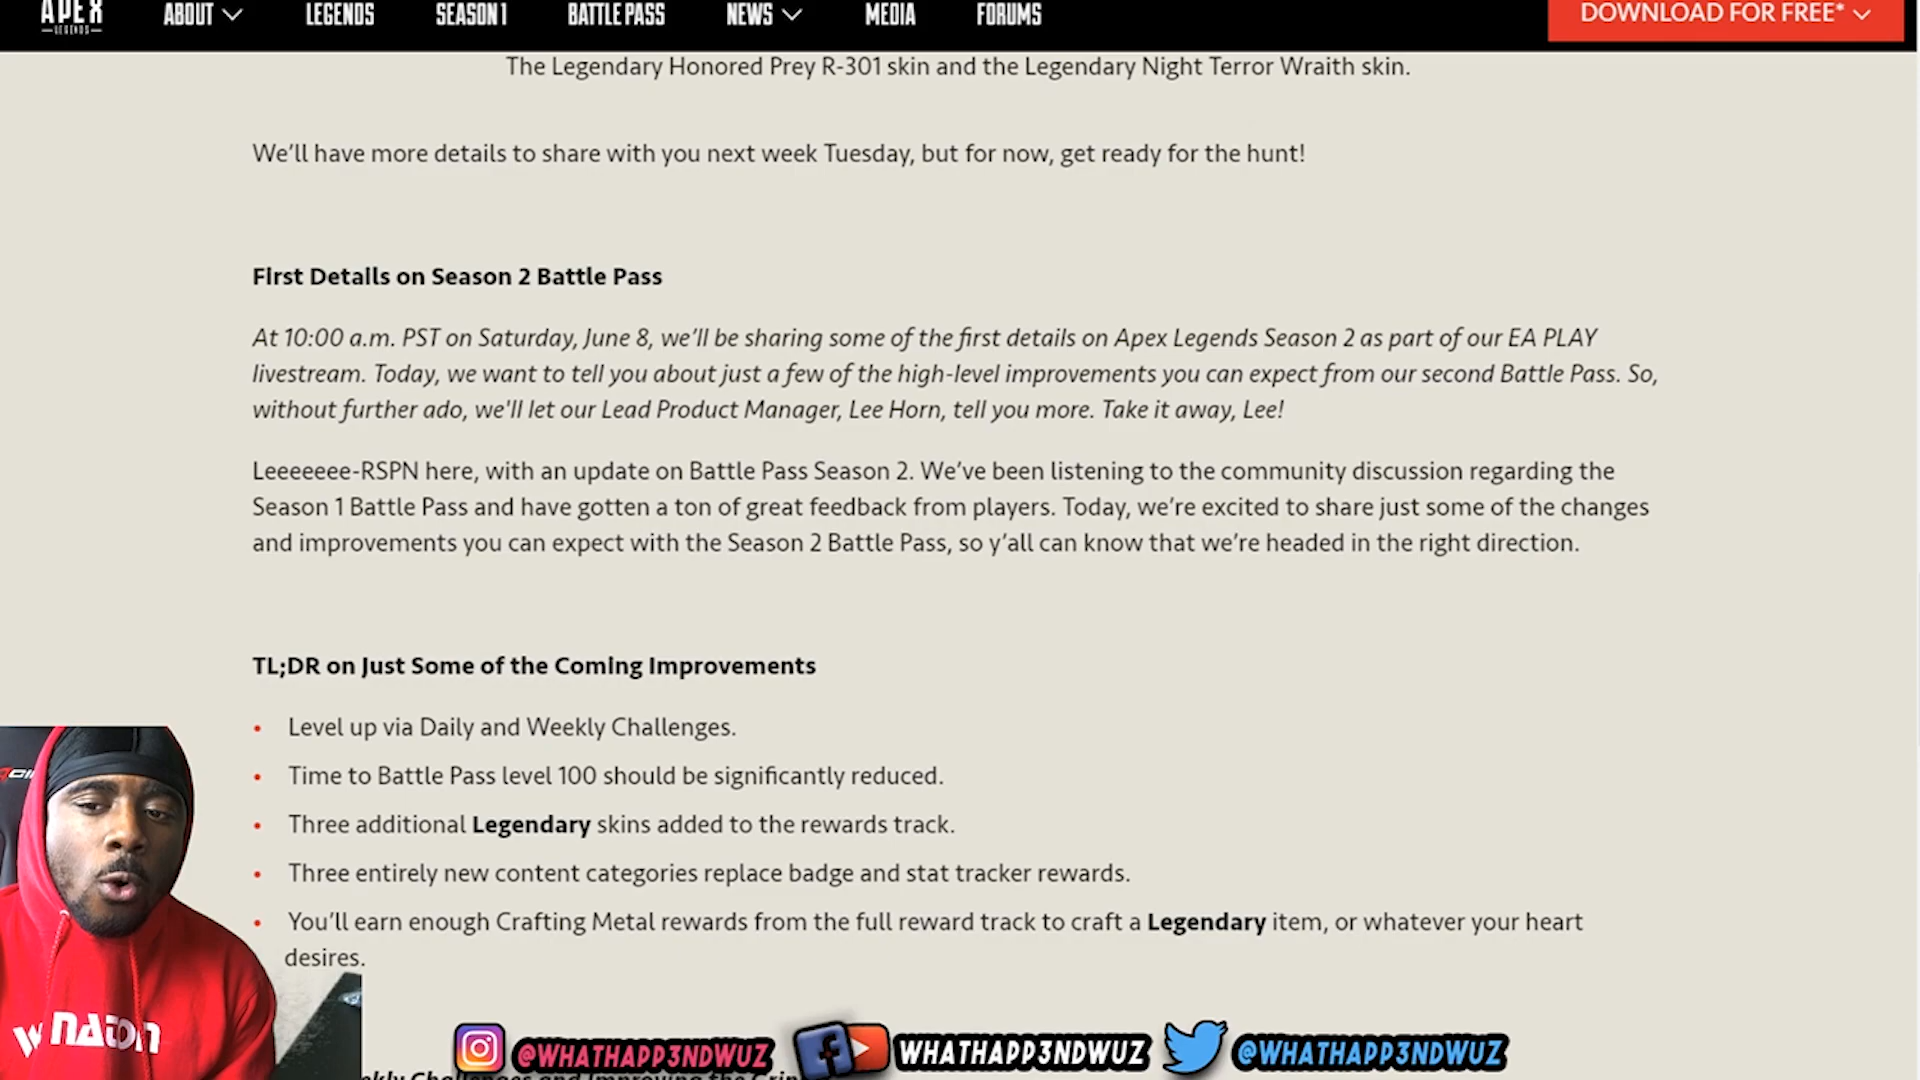 APEX
LEGENDS
ABOUT
LEGENDS
SEASON 1
BATTLE PASS
NEWS
MEDIA
FORUMS
DOWNLOAD FOR FREE*
The Legendary Honored Prey R-301 skin and the Legendary Night Terror Wraith skin.
We’ll have more details to share with you next week Tuesday, but for now, get ready for the hunt!
First Details on Season 2 Battle Pass
At 10:00 a.m. PST on Saturday, June 8, we’ll be sharing some of the first details on Apex Legends Season 2 as part of our EA PLAY
livestream. Today, we want to tell you about just a few of the high-level improvements you can expect from our second Battle Pass. So,
without further ado, we'll let our Lead Product Manager, Lee Horn, tell you more. Take it away, Lee!
Leeeeeee-RSPN here, with an update on Battle Pass Season 2. We’ve been listening to the community discussion regarding the
Season 1 Battle Pass and have gotten a ton of great feedback from players. Today, we’re excited to share just some of the changes
and improvements you can expect with the Season 2 Battle Pass, so y’all can know that we’re headed in the right direction.
TL;DR on Just Some of the Coming Improvements
• Level up via Daily and Weekly Challenges.
• Time to Battle Pass level 100 should be significantly reduced.
• Three additional Legendary skins added to the rewards track.
• Three entirely new content categories replace badge and stat tracker rewards.
• You’ll earn enough Crafting Metal rewards from the full reward track to craft a Legendary item, or whatever your heart
desires.
@WHATHAPP3NDWUZ
WHATHAPP3NDWUZ
@WHATHAPP3NDWUZ